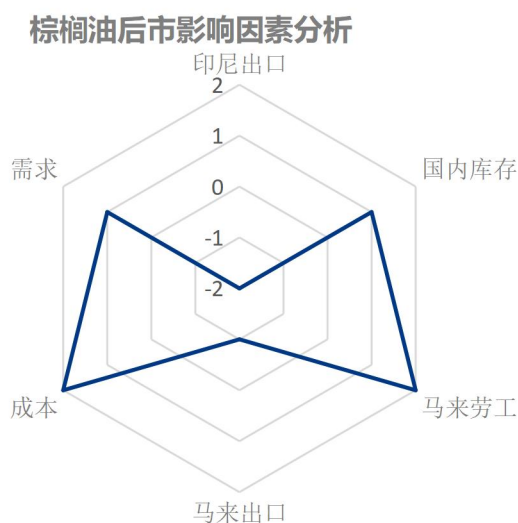 棕榈油后市影响因素分析
印尼出口
2
1
0
-1
-2
需求
国内库存
成本
马来劳工
马来出口